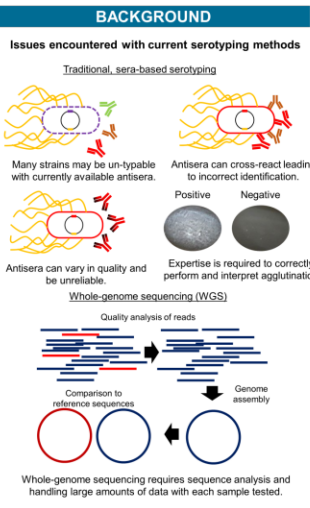 BACKGROUND
Issues encountered with current serotyping methods
Traditional, sera-based serotyping
Many strains may be un-typable
with currently available antisera.
Antisera can cross-react leadin
to incorrect identification.
Positive Negative
Antisera can vary in quality and
be unreliable.
Expertise is required to correctly
perform and interpret agglutinatio
Whole-genome sequencing (WGS)
Quality analysis of reads
Genome
assembly
Comparison to
reference sequences
Whole-genome sequencing requires sequence analysis and
handling large amounts of data with each sample tested.